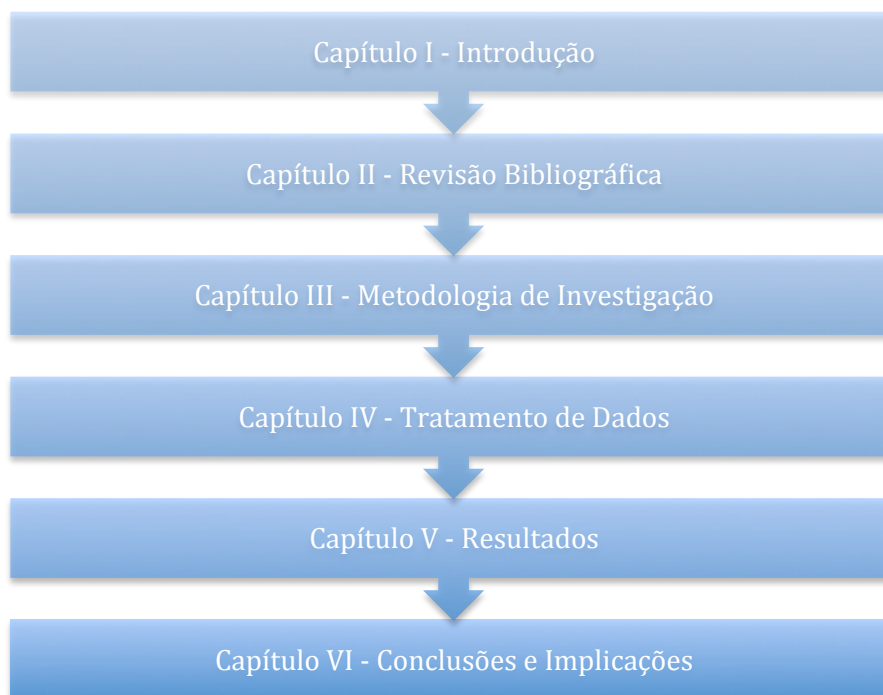 Capítulo I - Introdução
Capítulo II - Revisão Bibliográfica
Capítulo III - Metodologia de Investigação
Capítulo IV - Tratamento de Dados
Capítulo V - Resultados
Capítulo VI - Conclusões e Implicações